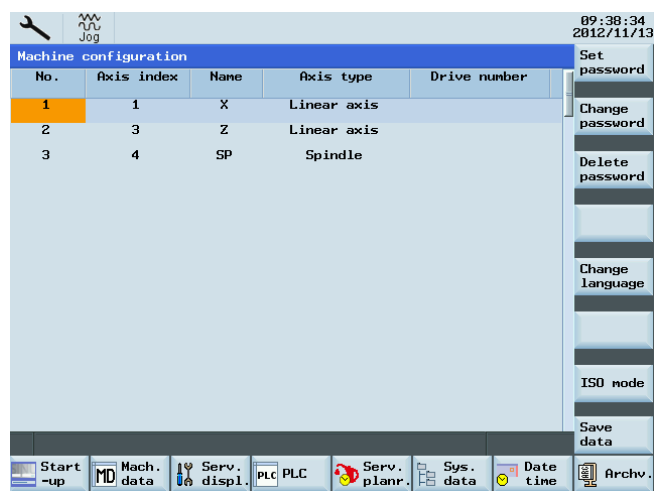 Jog
09:38:34
2012/11/13
Machine configuration
No. Axis index Name Axis type Drive number
1 1 X Linear axis
2 3 Z Linear axis
3 4 SP Spindle
Set
password
Change
password
Delete
password
Change
language
ISO mode
Save
data
Start
-up
MD Mach.
data
Serv.
displ.
PLC PLC
Serv.
planr.
Sys.
data
Date
time
Archv.